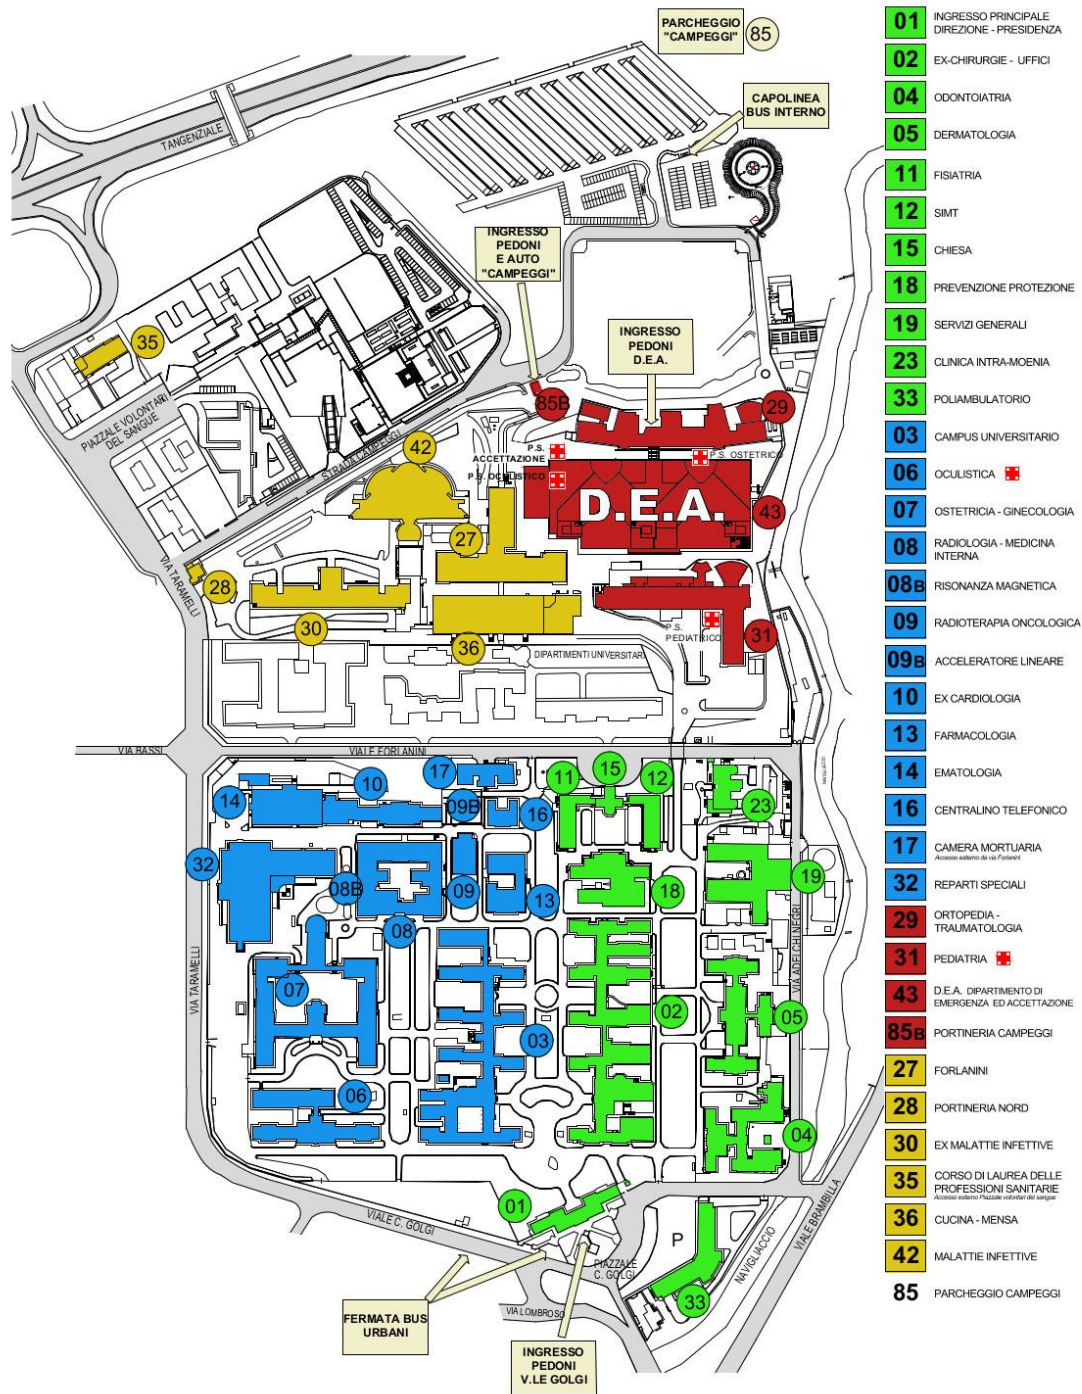 PARCHEGGIO
"CAMPEGGI"
85
CAPOLINEA
BUS INTERNO
TANGENZIALE
INGRESSO
PEDONI
E AUTO
"CAMPEGGI"
INGRESSO
PEDONI
D.E.A.
35
PIAZZALE VOLONTARI
DEL SANGUE
85B
29
STRADA CAMPEGGI
42
P.S.
ACCETTAZIONE
P.S. OSTETRICO
P.S. OCULISTICO
D.E.A.
43
27
VIA TARAMELLI
28
30
36
P.S.
PEDIATRICO
31
DIPARTIMENTI UNIVERSITARI
VIA BASSI
VIALE FORLANINI
NAVIGLIACCIO
10
17
11
15
12
14
09B
16
23
32
08B
09
13
18
19
08
VIA ADELCHI NEGRI
VIA TARAMELLI
07
02
05
03
06
04
01
VIALE C. GOLGI
P
PIAZZALE
C. GOLGI
NAVIGLIACCIO
VIALE BRAMBILLA
33
VIA LOMBROSO
FERMATA BUS
URBANI
INGRESSO
PEDONI
V.LE GOLGI
01 INGRESSO PRINCIPALE
DIREZIONE - PRESIDENZA
02 EX-CHIRURGIE - UFFICI
04 ODONTOIATRIA
05 DERMATOLOGIA
11 FISIATRIA
12 SIMT
15 CHIESA
18 PREVENZIONE PROTEZIONE
19 SERVIZI GENERALI
23 CLINICA INTRA-MOENIA
33 POLIAMBULATORIO
03 CAMPUS UNIVERSITARIO
06 OCULISTICA
07 OSTETRICIA - GINECOLOGIA
08 RADIOLOGIA - MEDICINA
INTERNA
08B RISONANZA MAGNETICA
09 RADIOTERAPIA ONCOLOGICA
09B ACCELERATORE LINEARE
10 EX CARDIOLOGIA
13 FARMACOLOGIA
14 EMATOLOGIA
16 CENTRALINO TELEFONICO
17 CAMERA MORTUARIA
Accesso esterno da via Forlanini
32 REPARTI SPECIALI
29 ORTOPEDIA -
TRAUMATOLOGIA
31 PEDIATRIA
43 D.E.A. DIPARTIMENTO DI
EMERGENZA ED ACCETTAZIONE
85B PORTINERIA CAMPEGGI
27 FORLANINI
28 PORTINERIA NORD
30 EX MALATTIE INFETTIVE
35 CORSO DI LAUREA DELLE
PROFESSIONI SANITARIE
Accesso esterno Piazzale volontari del sangue
36 CUCINA - MENSA
42 MALATTIE INFETTIVE
85 PARCHEGGIO CAMPEGGI